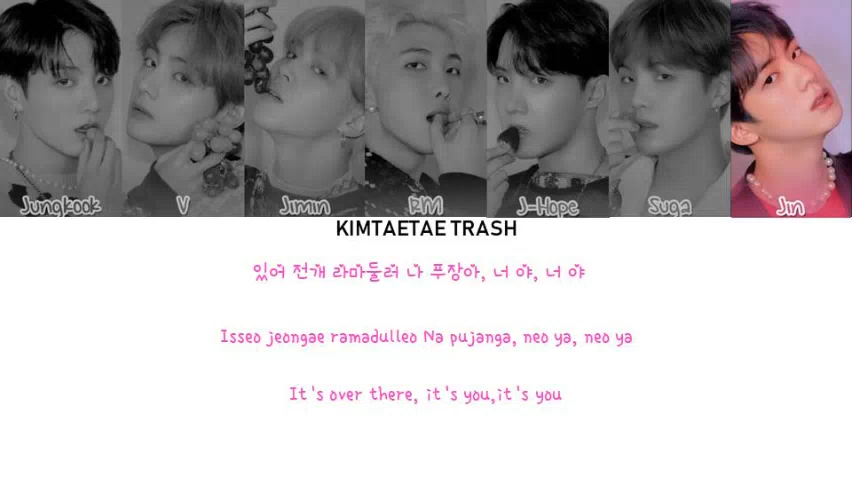 Jungkook V Jimin RM J-Hope Suga Jin
KIMTAETAE TRASH
있어 전개 라마둘러 나 푸장아, 너 야, 너 야
Isseo jeongae ramadulleo Na pujanga, neo ya, neo ya
It's over there, it's you,it's you